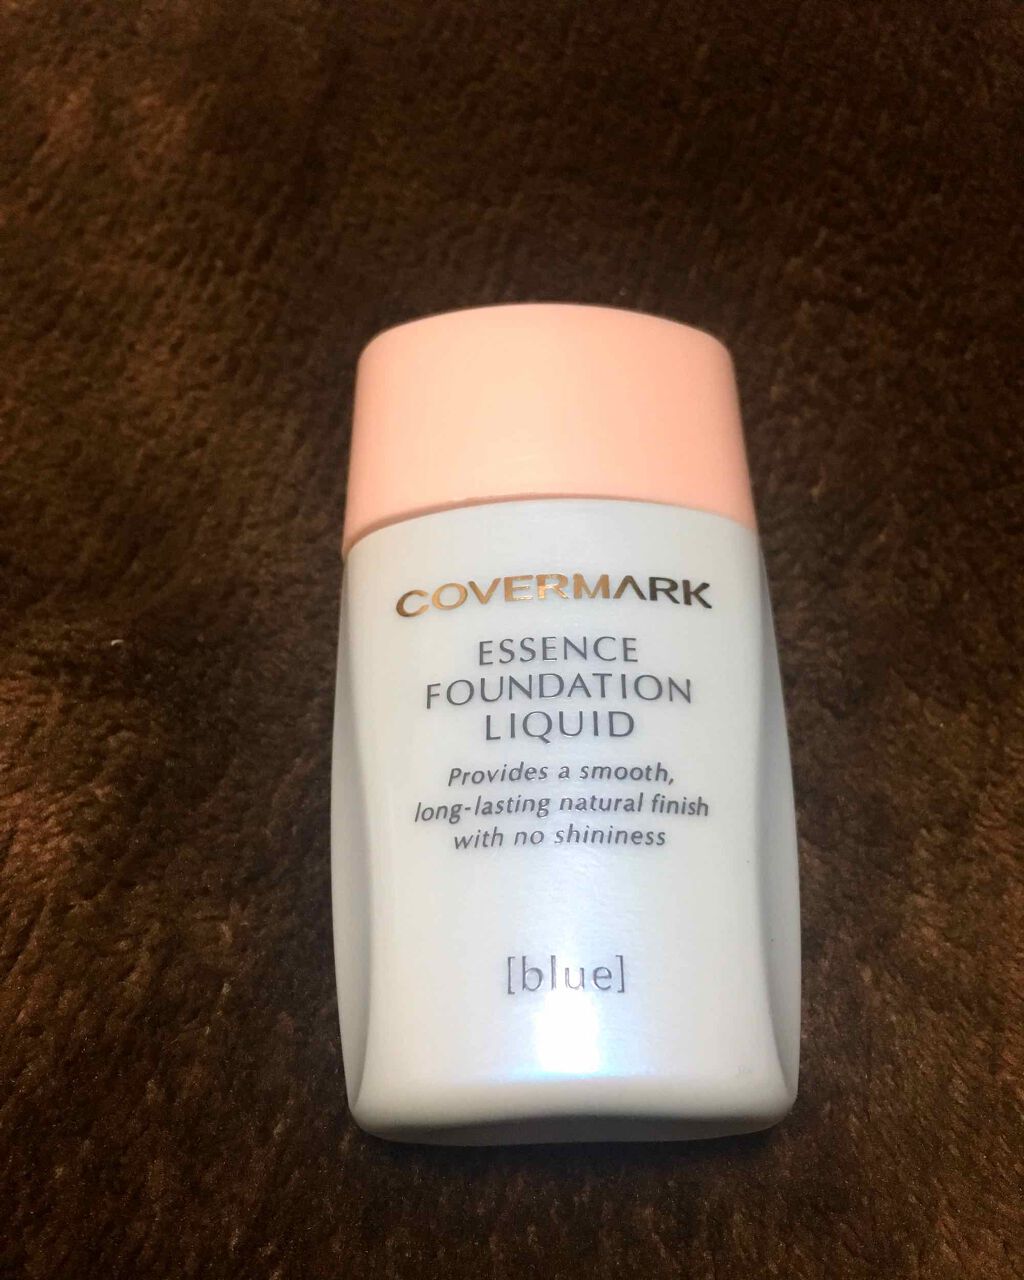 COVERMARK
ESSENCE
FOUNDATION
LIQUID
Provides a smooth,
long-lasting natural finish
with no shininess
[blue]